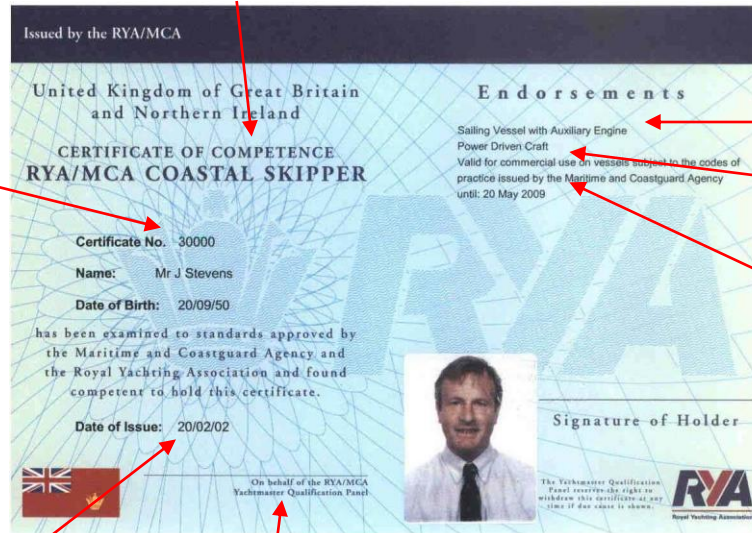 Issued by the RYA/MCA
United Kingdom of Great Britain
and Northern Ireland
CERTIFICATE OF COMPETENCE
RYA/MCA COASTAL SKIPPER
Certificate No. 30000
Name: Mr J Stevens
Date of Birth: 20/09/50
has been examined to standards approved by
the Maritime and Coastguard Agency and
the Royal Yachting Association and found
competent to hold this certificate.
Date of Issue: 20/02/02
On behalf of the RYA/MCA
Yachtmaster Qualification Panel
Endorsements
Sailing Vessel with Auxiliary Engine
Power Driven Craft
Valid for commercial use on vessels subject to the codes of
practice issued by the Maritime and Coastguard Agency
until: 20 May 2009
RYA
Signature of Holder
The Yachtmaster Qualification
Panel reserves the right to
withdraw this certificate at any
time if due cause is shown.
RYA
Royal Yachting Association